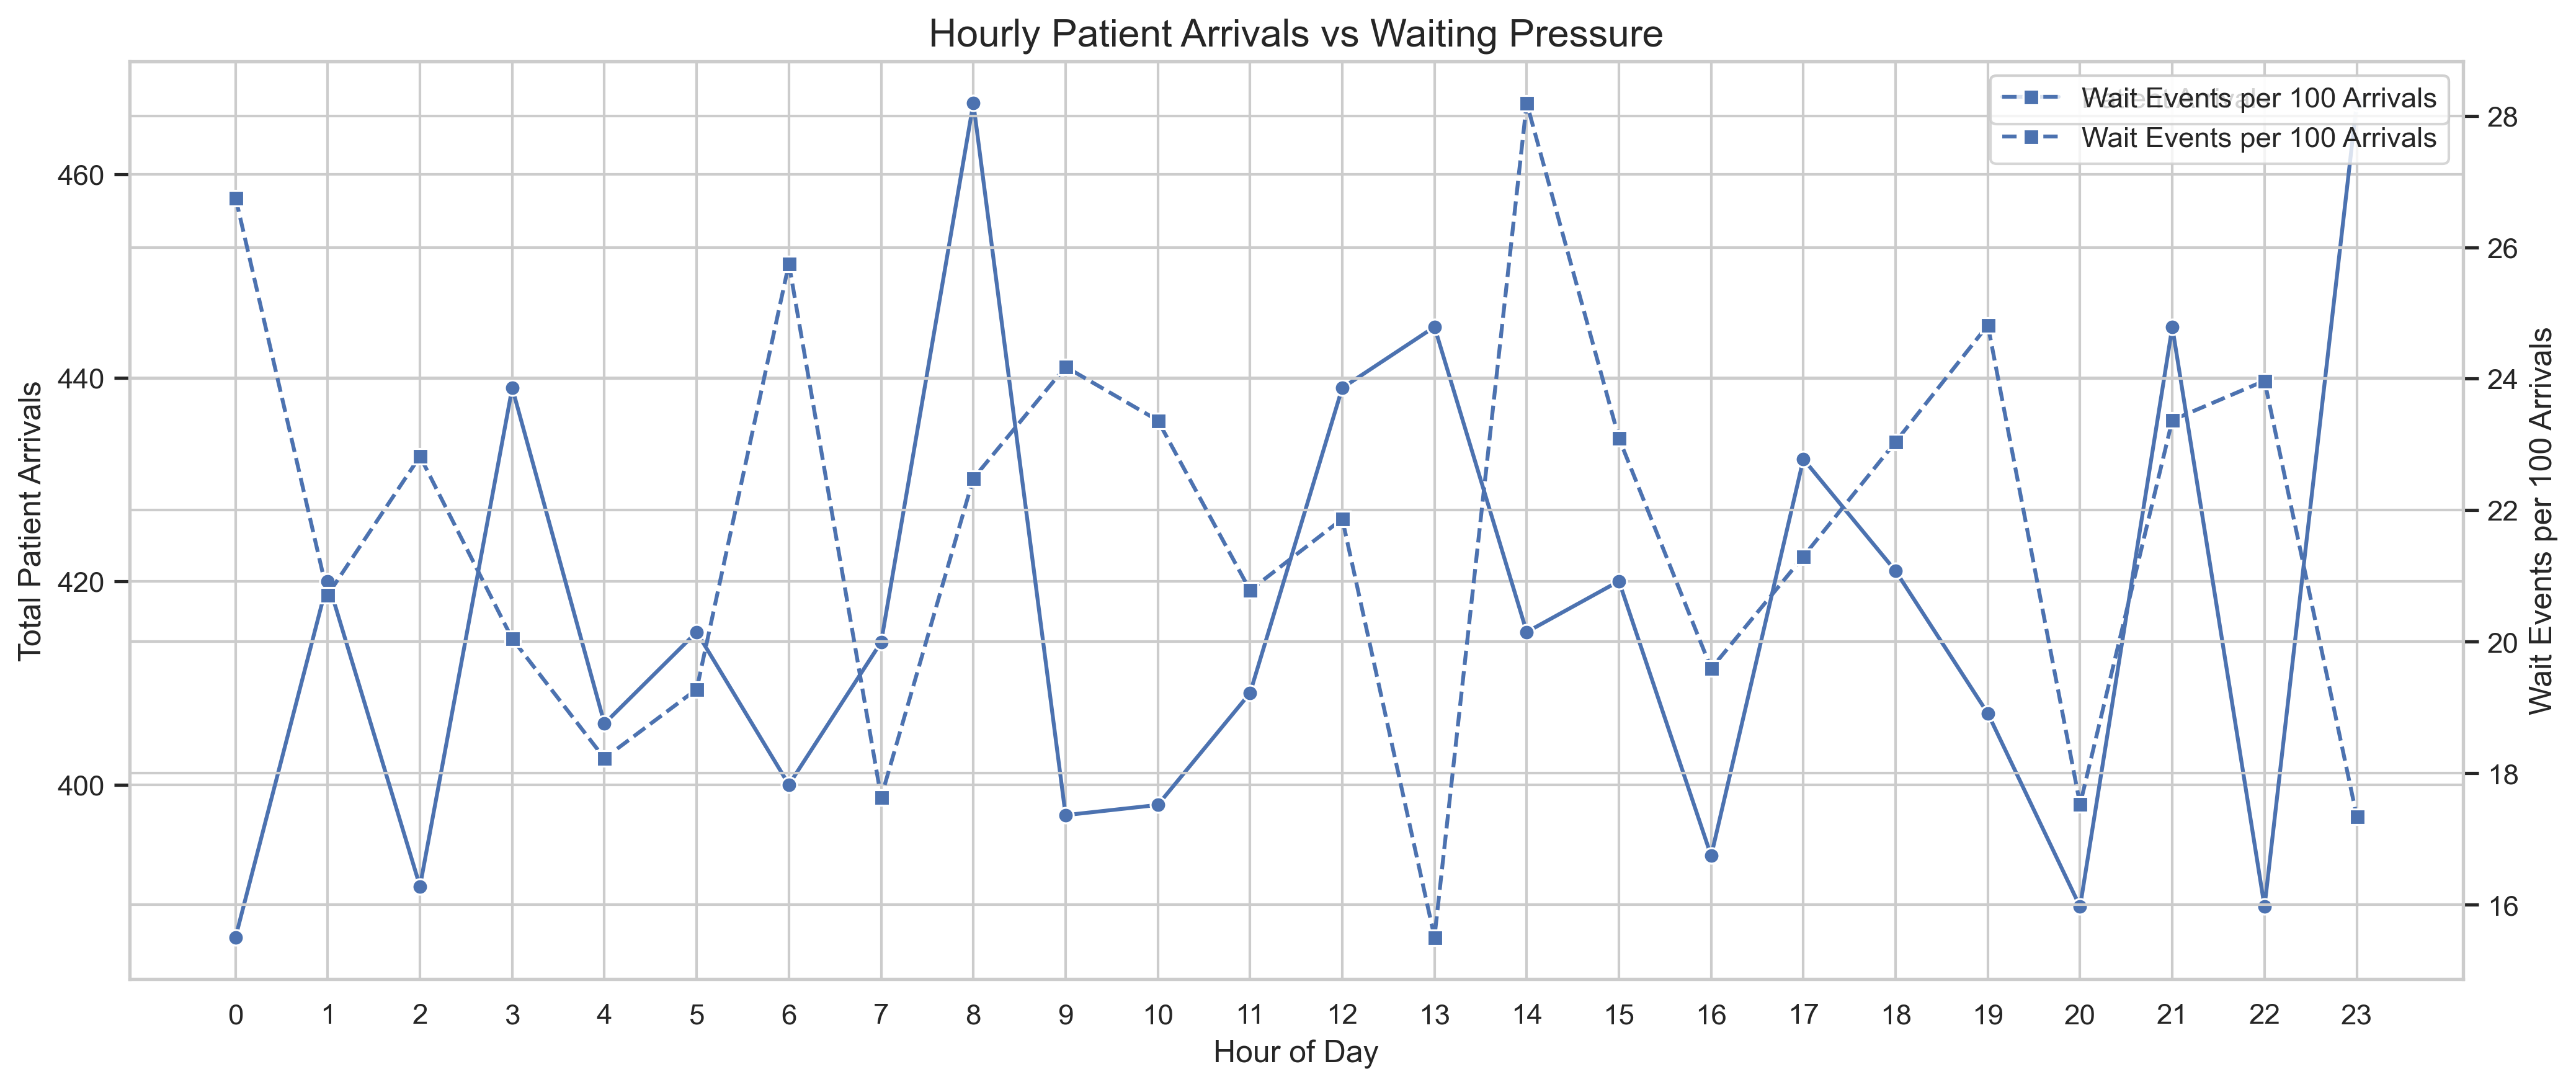 Hourly Patient Arrivals vs Waiting Pressure
Wait Events per 100 Arrivals
Wait Events per 100 Arrivals
Total Patient Arrivals
460
440
420
400
28
26
24
22
20
18
16
Wait Events per 100 Arrivals
0 1 2 3 4 5 6 7 8 9 10 11 12 13 14 15 16 17 18 19 20 21 22 23
Hour of Day